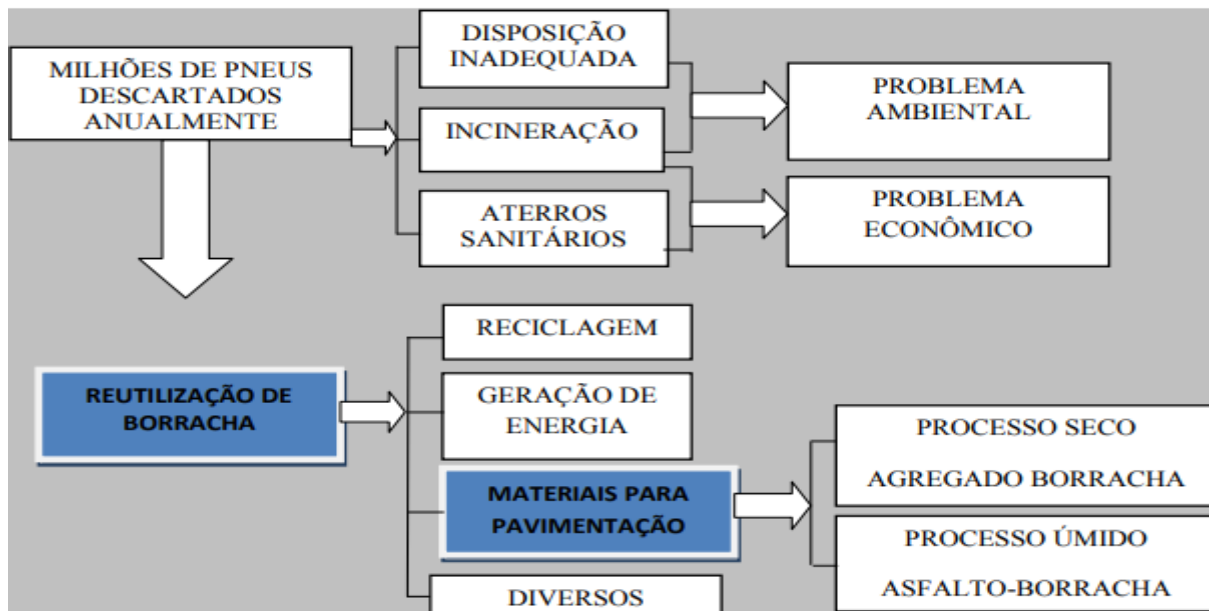 MILHÕES DE PNEUS
DESCARTADOS
ANUALMENTE
DISPOSIÇÃO
INADEQUADA
INCINERAÇÃO
ATERROS
SANITÁRIOS
PROBLEMA
AMBIENTAL
PROBLEMA
ECONÔMICO
REUTILIZAÇÃO DE
BORRACHA
RECICLAGEM
GERAÇÃO DE
ENERGIA
MATERIAIS PARA
PAVIMENTAÇÃO
DIVERSOS
PROCESSO SECO
AGREGADO BORRACHA
PROCESSO ÚMIDO
ASFALTO-BORRACHA